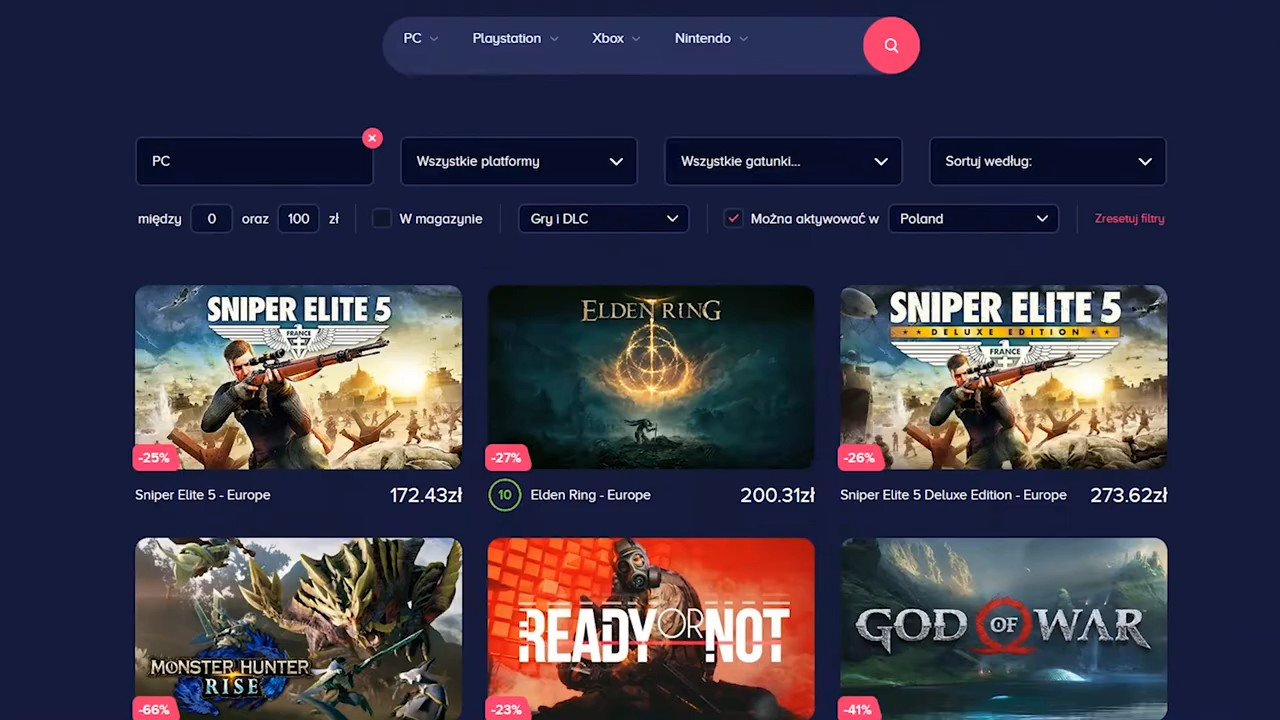 PC Playstation Xbox Nintendo
PC Wszystkie platformy Wszystkie gatunki... Sortuj według:
między 0 oraz 100 zł W magazynie Gry i DLC Można aktywować w Poland Zresetuj filtry
SNIPER ELITE 5
FRANCE
-25%
ELDEN RING
-27%
SNIPER ELITE 5
DELUXE EDITION
FRANCE
-26%
Sniper Elite 5 - Europe 172.43zł
10 Elden Ring - Europe 200.31zł
Sniper Elite 5 Deluxe Edition - Europe 273.62zł
MONSTER HUNTER
RISE
-66%
READY OR NOT
-23%
GOD OF WAR
-41%